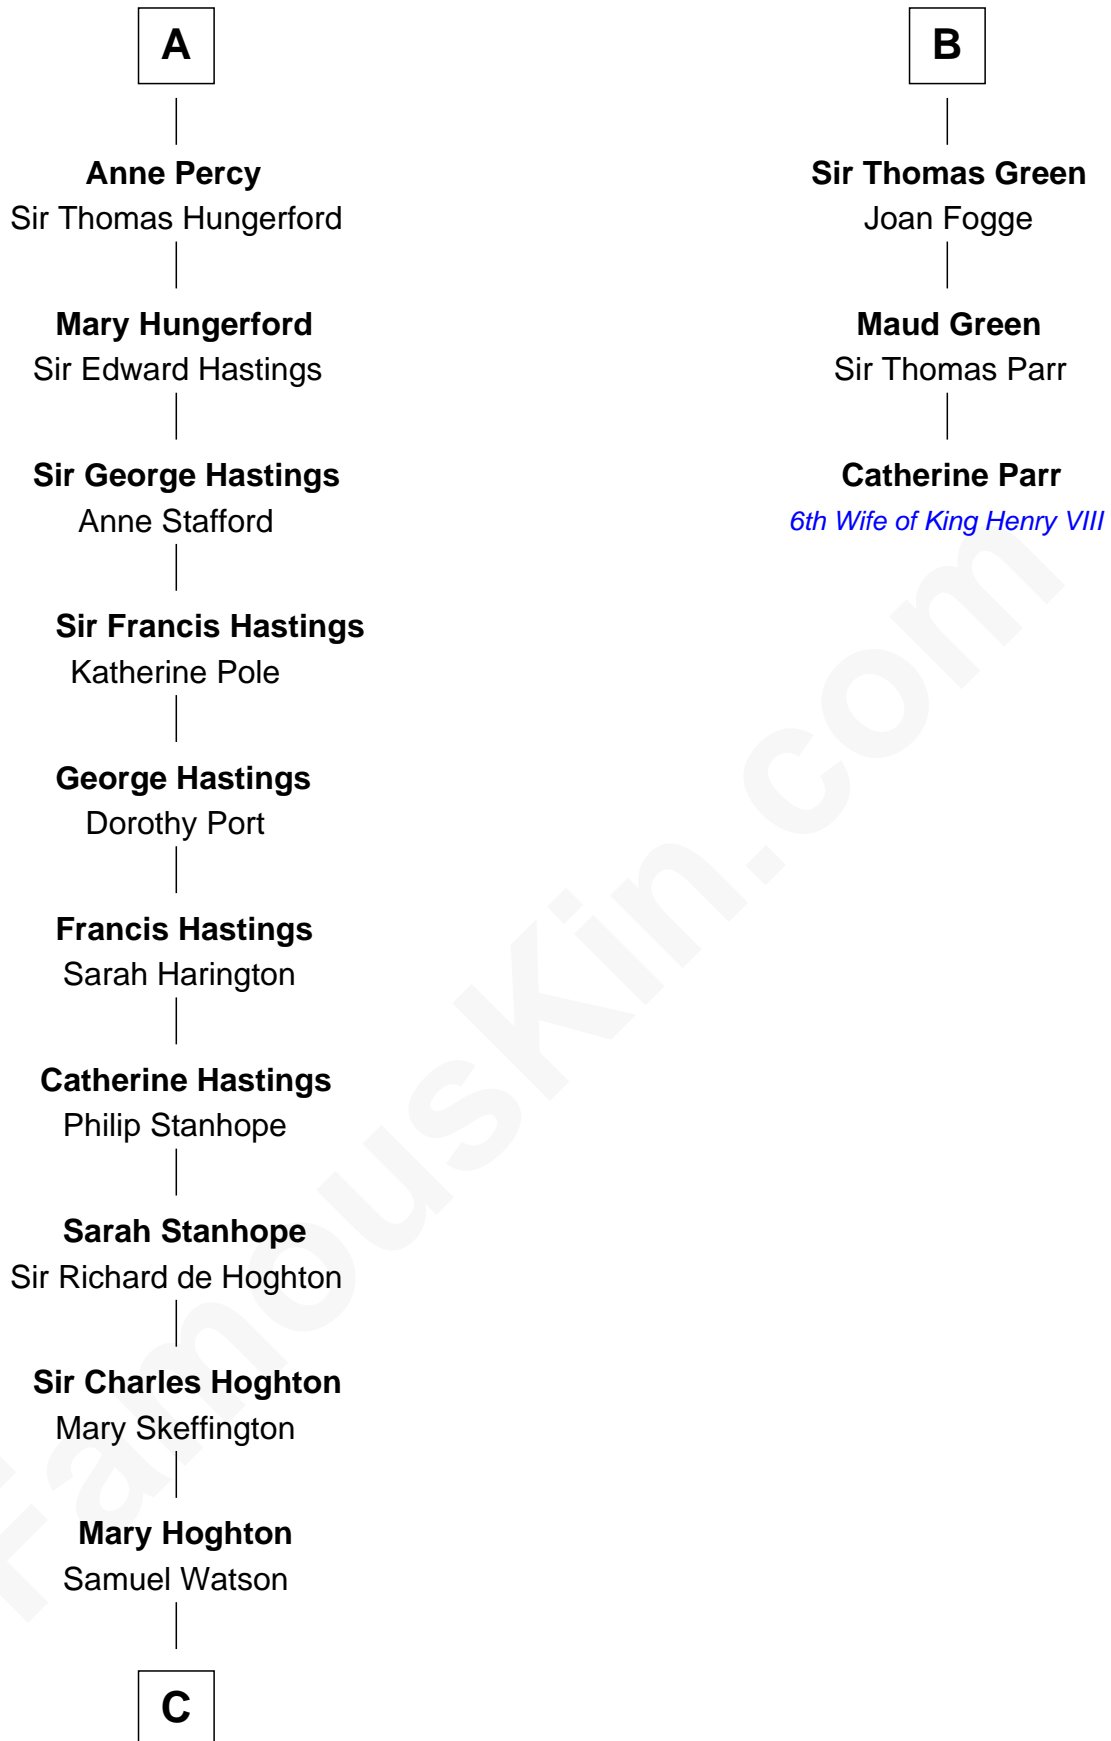 A
Anne Percy
Sir Thomas Hungerford
Mary Hungerford
Sir Edward Hastings
Sir George Hastings
Anne Stafford
Sir Francis Hastings
Katherine Pole
George Hastings
Dorothy Port
Francis Hastings
Sarah Harington
Catherine Hastings
Philip Stanhope
Sarah Stanhope
Sir Richard de Hoghton
Sir Charles Hoghton
Mary Skeffington
Mary Hoghton
Samuel Watson
C
B
Sir Thomas Green
Joan Fogge
Maud Green
Sir Thomas Parr
Catherine Parr
6th Wife of King Henry VIII
FamousKin.com